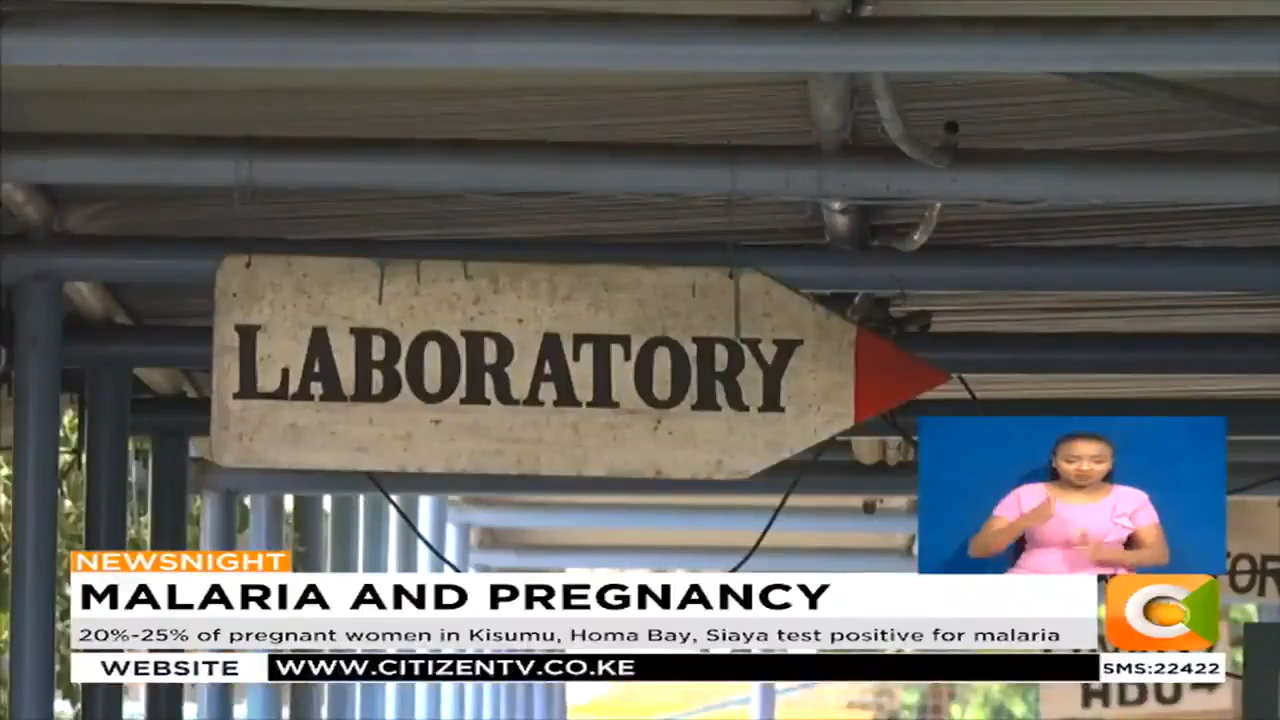 LABORATORY
NEWSNIGHT
MALARIA AND PREGNANCY
20%-25% of pregnant women in Kisumu, Homa Bay, Siaya test positive for malaria
WEBSITE WWW.CITIZENTV.CO.KE
SMS:22422
HDU